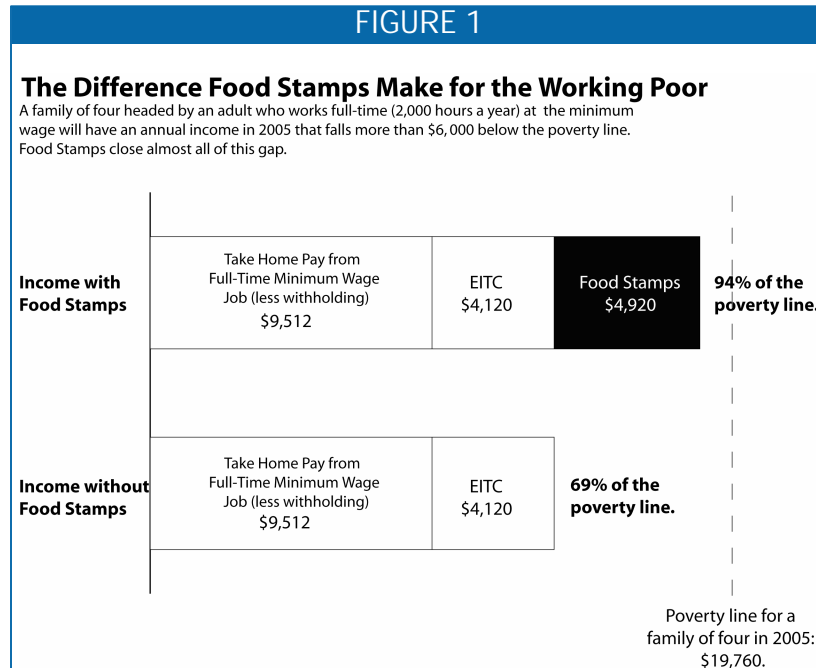 FIGURE 1
The Difference Food Stamps Make for the Working Poor
A family of four headed by an adult who works full-time (2,000 hours a year) at the minimum
wage will have an annual income in 2005 that falls more than $6,000 below the poverty line.
Food Stamps close almost all of this gap.
Income with
Food Stamps
Take Home Pay from
Full-Time Minimum Wage
Job (less withholding)
$9,512
EITC
$4,120
Food Stamps
$4,920
94% of the
poverty line.
Income without
Food Stamps
Take Home Pay from
Full-Time Minimum Wage
Job (less withholding)
$9,512
EITC
$4,120
69% of the
poverty line.
Poverty line for a
family of four in 2005:
$19,760.